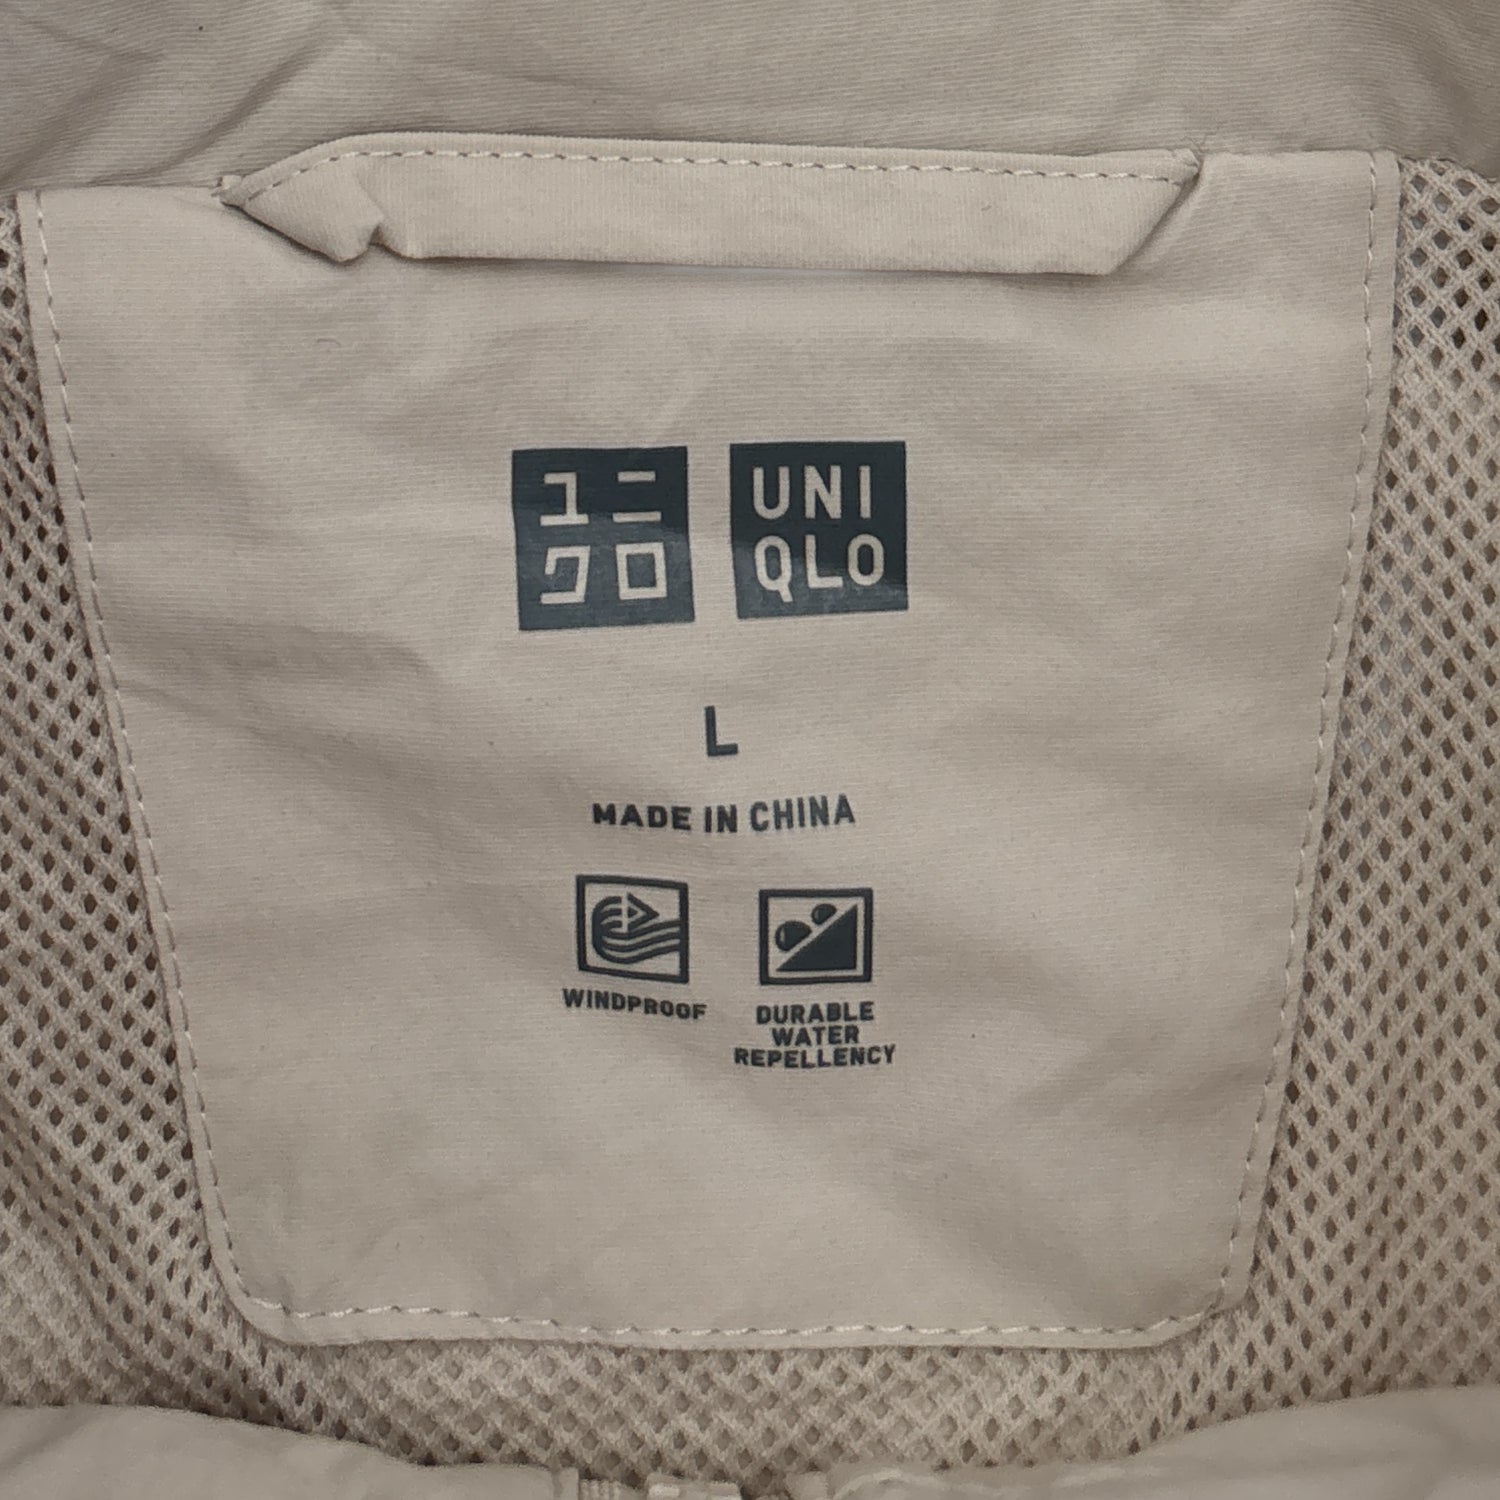 ユニ
クロ
UNI
QLO
L
MADE IN CHINA
WINDPROOF
DURABLE
WATER
REPELLENCY